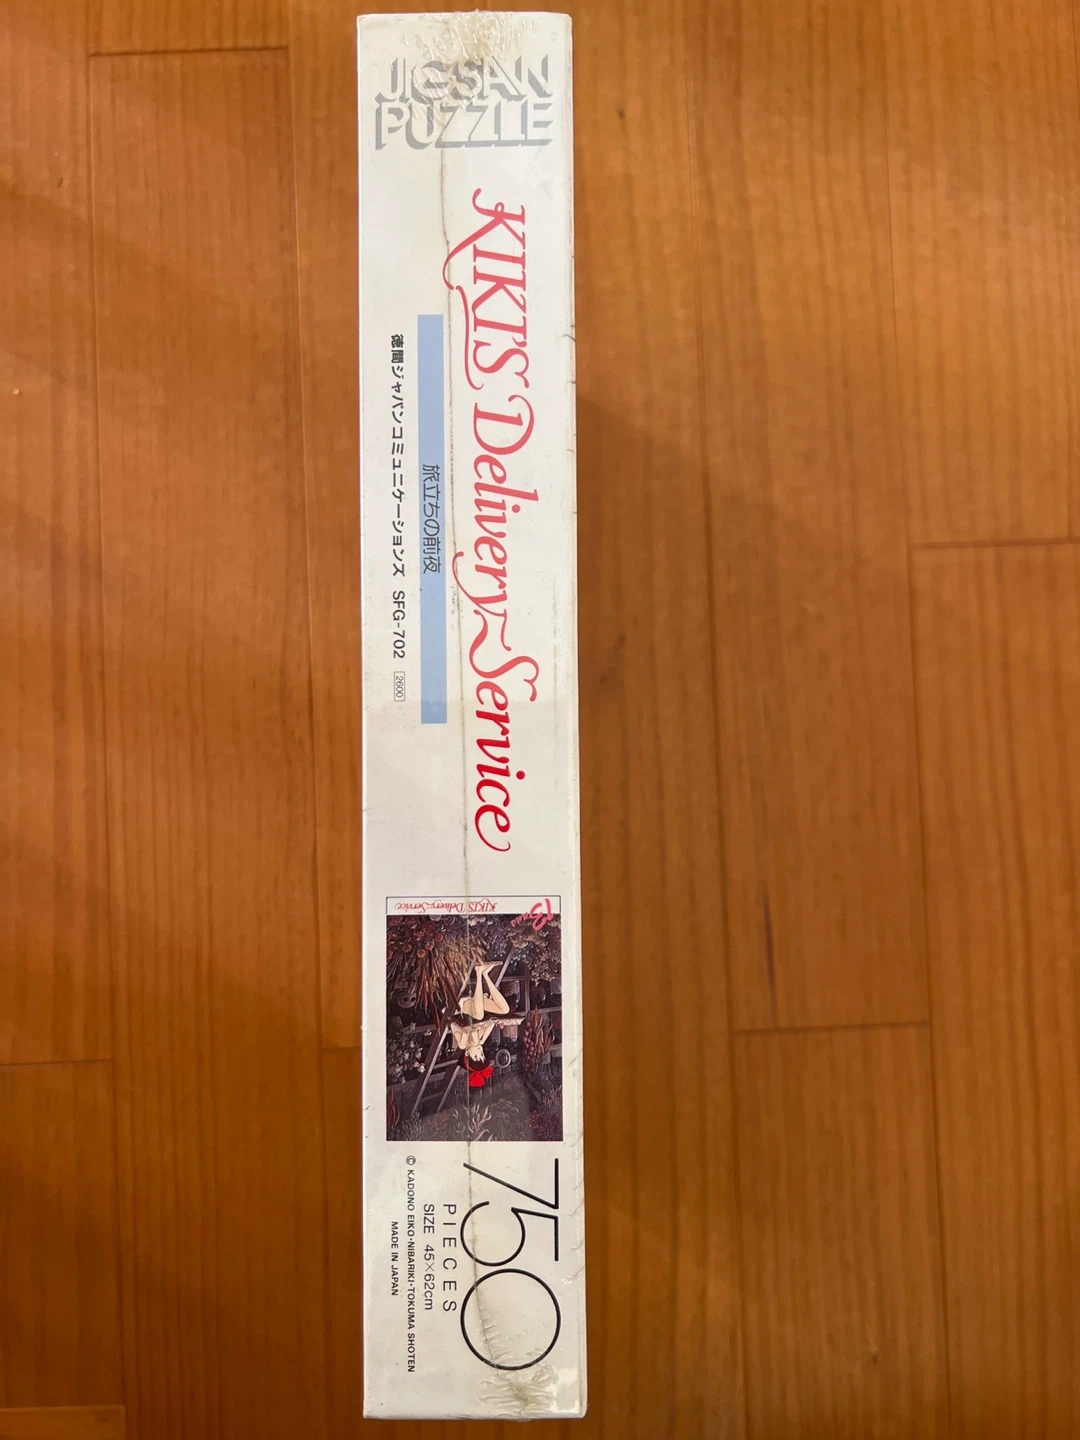 JIGSAW
PUZZLE
KIKI'S Delivery Service
旅立ちの前夜
徳間ジャパンコミュニケーションズ SFG-702 2600
KIKI'S Delivery Service
750
PIECES
SIZE 45×62cm
© KADONO EIKO・NIBARIKI・TOKUMA SHOTEN
MADE IN JAPAN